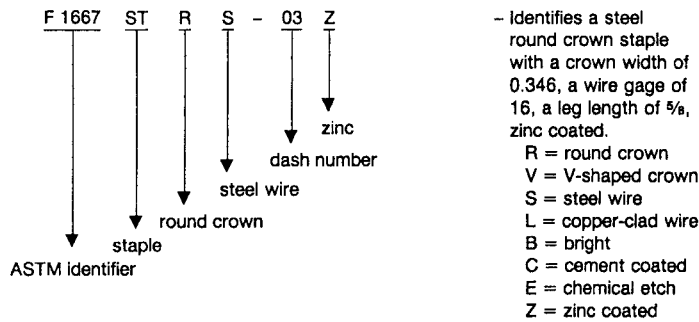 F 1667 ST R S - 03 Z
zinc
dash number
steel wire
round crown
staple
ASTM identifier
– Identifies a steel
round crown staple
with a crown width of
0.346, a wire gage of
16, a leg length of ⅝,
zinc coated.
R = round crown
V = V-shaped crown
S = steel wire
L = copper-clad wire
B = bright
C = cement coated
E = chemical etch
Z = zinc coated